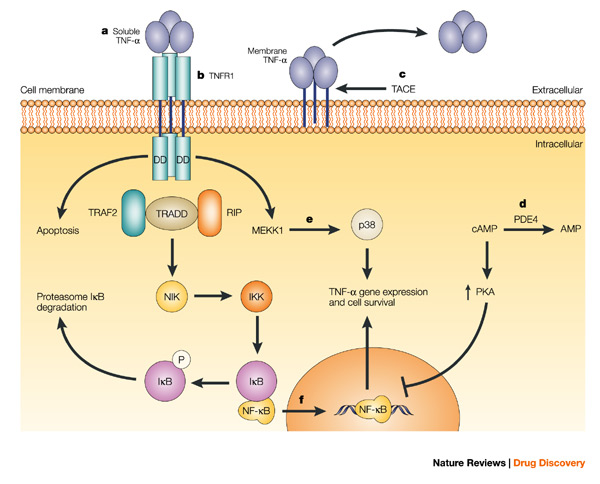 a Soluble
TNF-α
Membrane
TNF-α
b TNFR1
c
TACE
Cell membrane
Extracellular
Intracellular
DD DD
TRAF2 TRADD RIP
Apoptosis
MEKK1
e
p38
d
cAMP
PDE4
AMP
Proteasome IκB
degradation
NIK
IKK
TNF-α gene expression
and cell survival
PKA
P
IκB
IκB
NF-κB
f
NF-κB
Nature Reviews | Drug Discovery